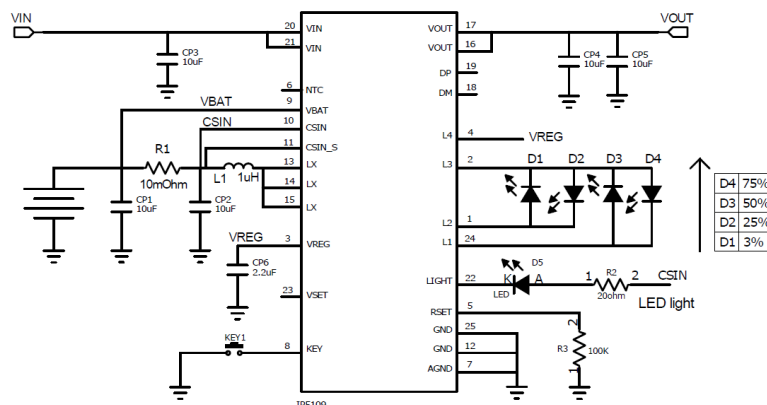 VIN
VOUT
20
VIN
VOUT
17
21
VIN
VOUT
16
CP3
10uF
CP4
10uF
CP5
10uF
DP
19
DM
18
6
NTC
VBAT
9
VBAT
CSIN
10
CSIN
11
CSIN_S
L4
4
VREG
R1
10mOhm
L1
1uH
13
LX
14
LX
15
LX
L3
2
D1
D2
D3
D4
D4 75%
D3 50%
D2 25%
D1 3%
CP1
10uF
CP2
10uF
L2
1
L1
24
VREG
3
VREG
CP6
2.2uF
LIGHT
22
K
A
D5
LED
1
R2
2
20ohm
CSIN
LED light
23
VSET
RSET
5
GND
25
2
R3
100K
1
KEY1
8
KEY
GND
12
AGND
7